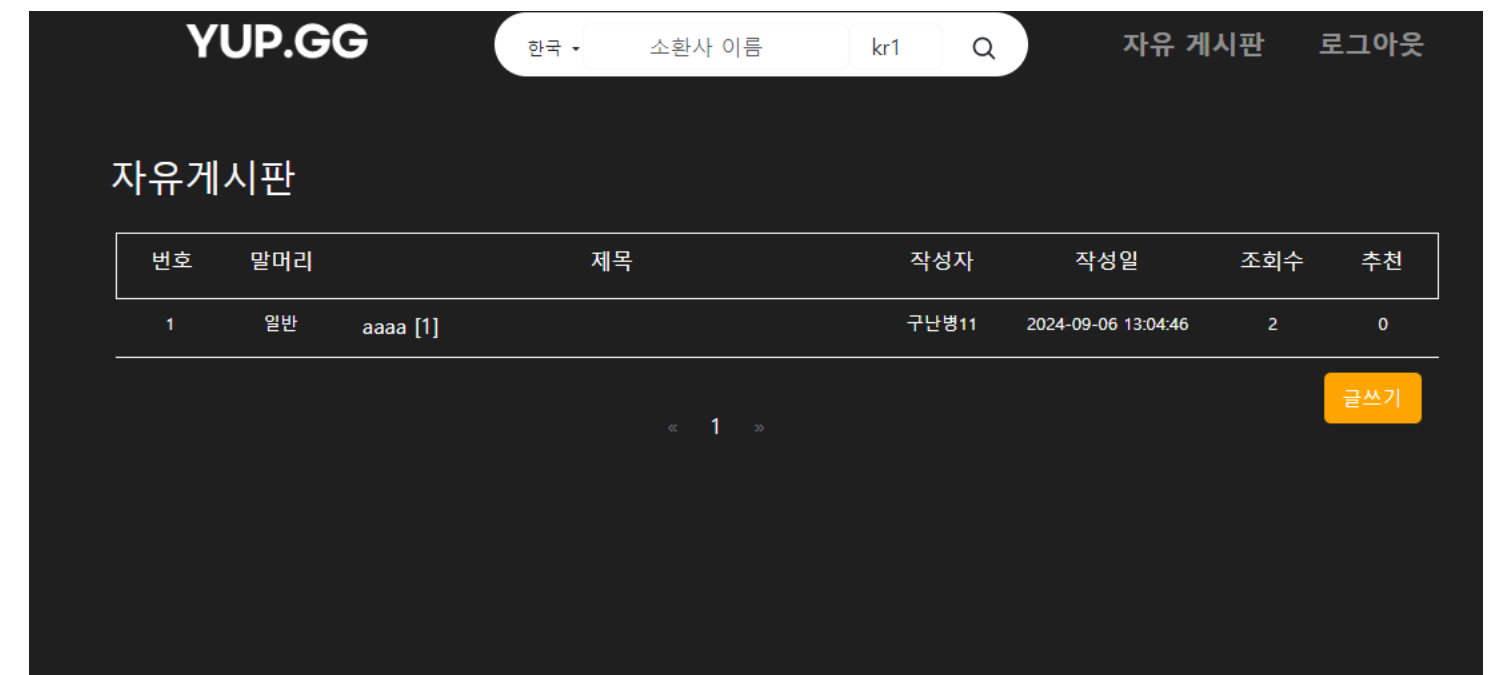 YUP.GG 한국 소환사 이름 kr1 자유 게시판 로그아웃
자유게시판
번호 말머리 제목 작성자 작성일 조회수 추천
1 일반 aaaa [1] 구난병11 2024-09-06 13:04:46 2 0
글쓰기
« 1 »